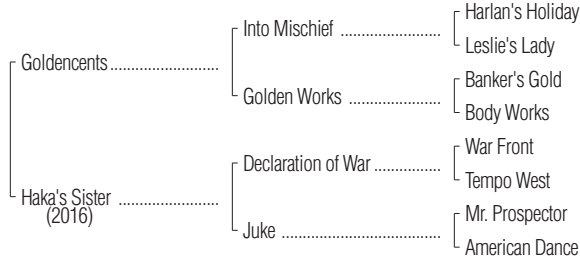 Harlan's Holiday
Into Mischief
Leslie's Lady
Goldencents
Banker's Gold
Golden Works
Body Works
War Front
Declaration of War
Tempo West
Haka's Sister
(2016)
Mr. Prospector
Juke
American Dance